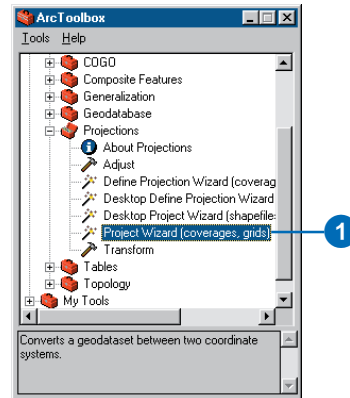 ArcToolbox
Tools Help
COGO
Composite Features
Generalization
Geodatabase
Projections
About Projections
Adjust
Define Projection Wizard (coverag
Desktop Define Projection Wizard
Desktop Project Wizard (shapefile:
Project Wizard (coverages, grids)
1
Transform
Tables
Topology
My Tools
Converts a geodataset between two coordinate
systems.